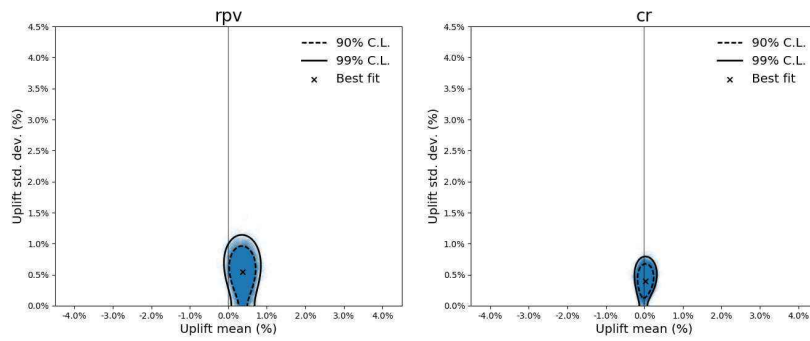 rpv
4.5%
4.0%
3.5%
3.0%
2.5%
2.0%
1.5%
1.0%
0.5%
0.0%
Uplift std. dev. (%)
90% C.L.
99% C.L.
Best fit
-4.0% -3.0% -2.0% -1.0% 0.0% 1.0% 2.0% 3.0% 4.0%
Uplift mean (%)
cr
4.5%
4.0%
3.5%
3.0%
2.5%
2.0%
1.5%
1.0%
0.5%
0.0%
Uplift std. dev. (%)
90% C.L.
99% C.L.
Best fit
-4.0% -3.0% -2.0% -1.0% 0.0% 1.0% 2.0% 3.0% 4.0%
Uplift mean (%)